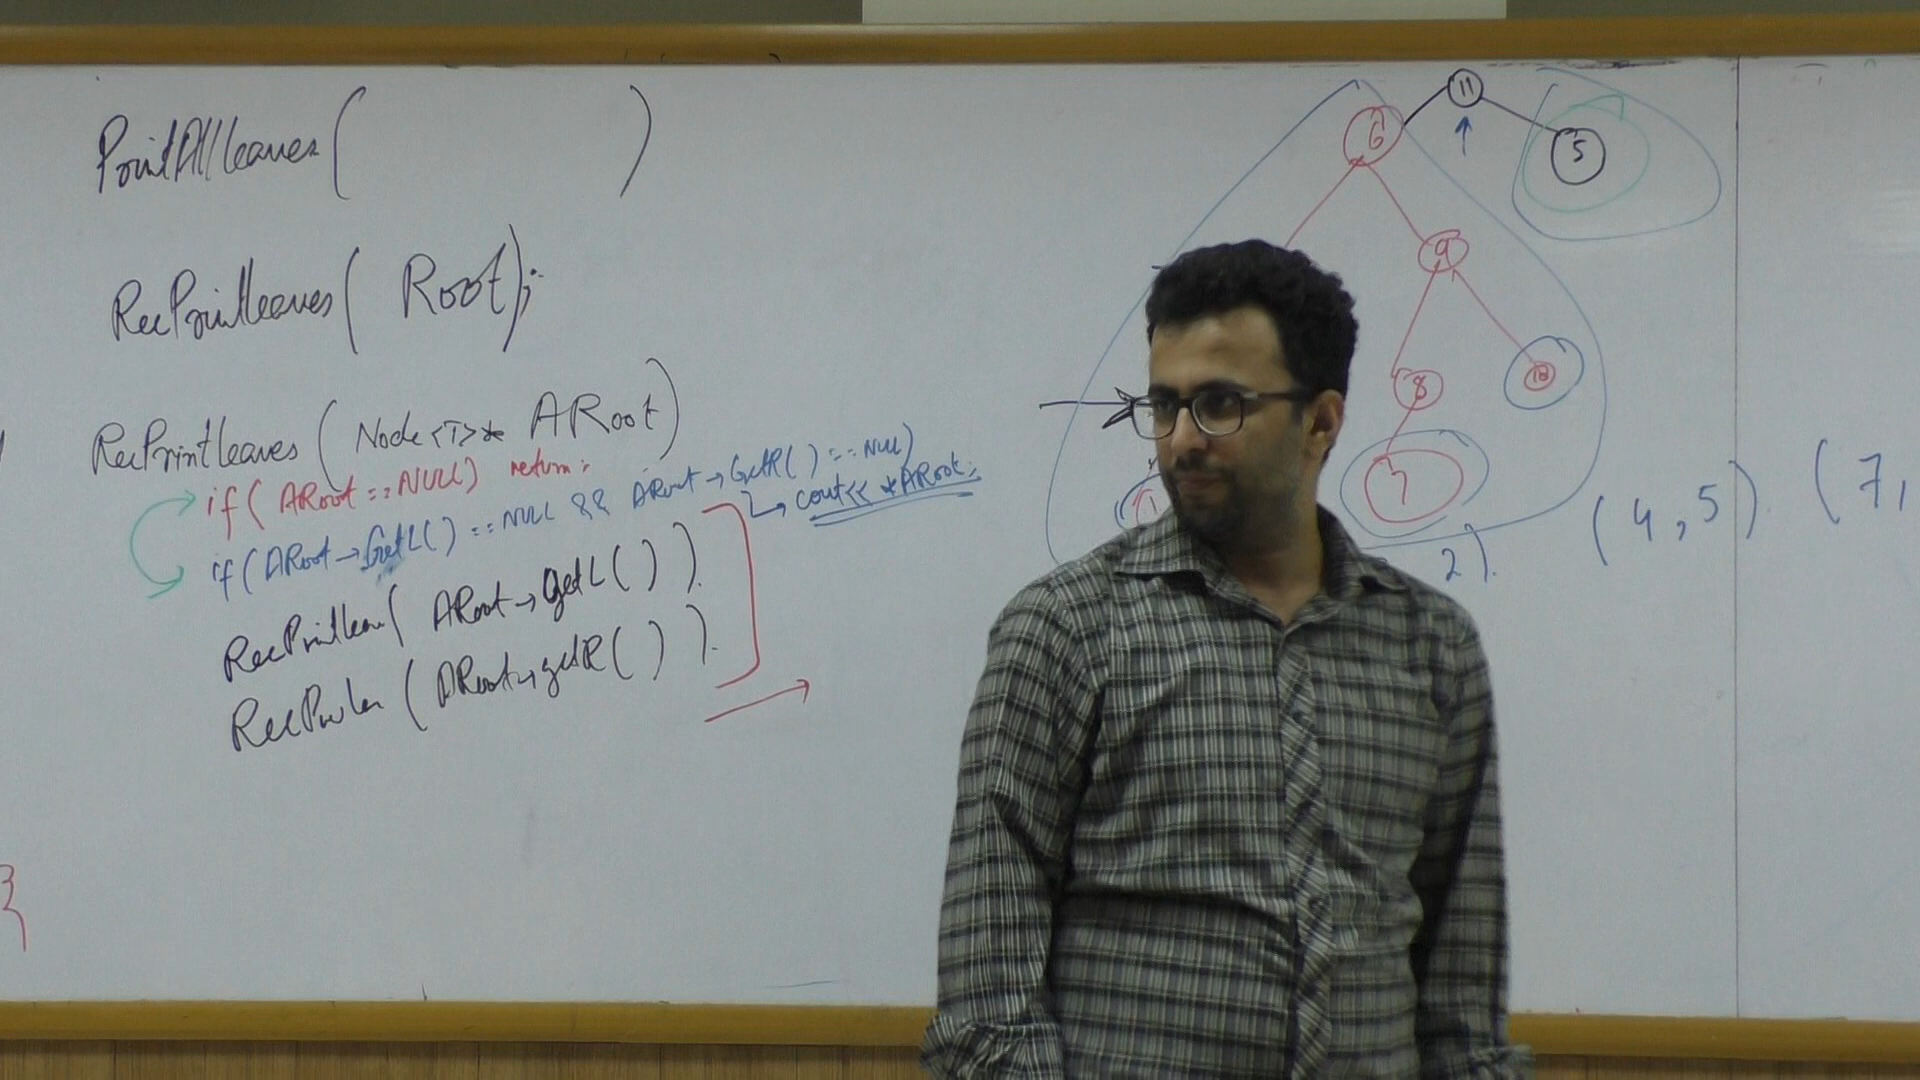 PrintAllleaves( )
RecPrintleaves( Root);
RecPrintleaves (Node<T>* ARoot)
if( ARoot ==NULL) return;
if(ARoot→GetL() ==NULL && ARoot→GetR() ==NULL)
↳ cout<< *ARoot;
RecPrintleav( ARoot→getL() ).
(ARoot→getR() ).
}
11
6
5
9
8
10
7
1
2).
(4,5)
(7,